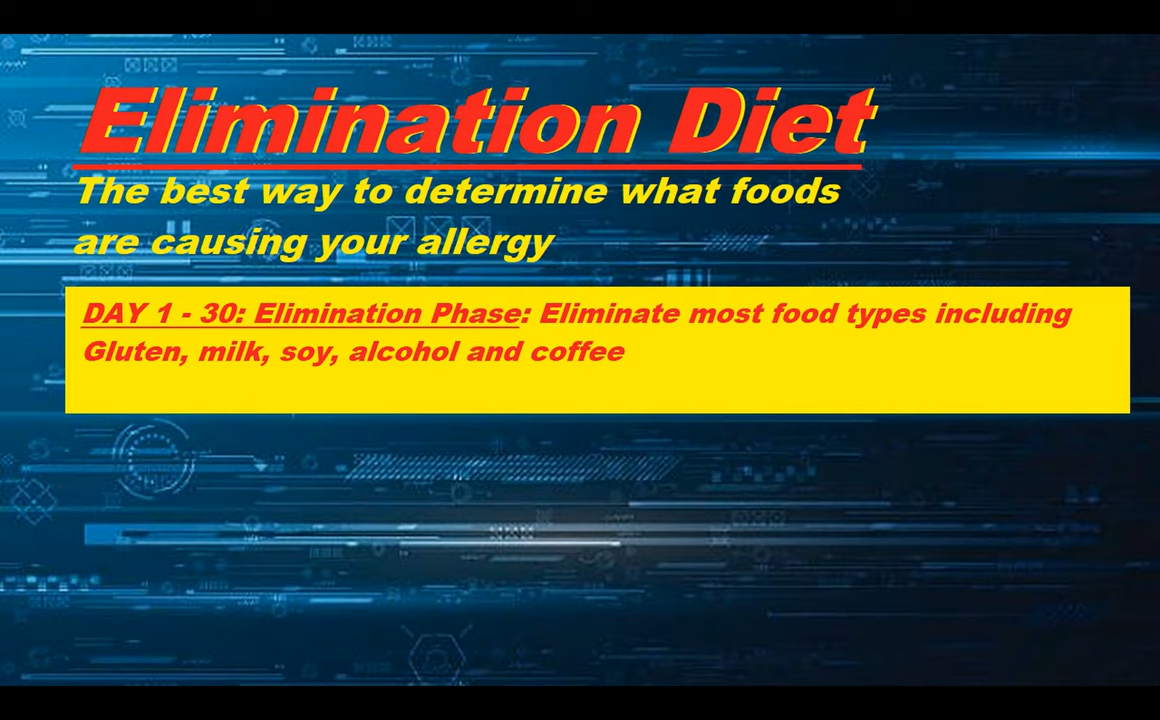 Elimination Diet
The best way to determine what foods
are causing your allergy
DAY 1 - 30: Elimination Phase: Eliminate most food types including
Gluten, milk, soy, alcohol and coffee